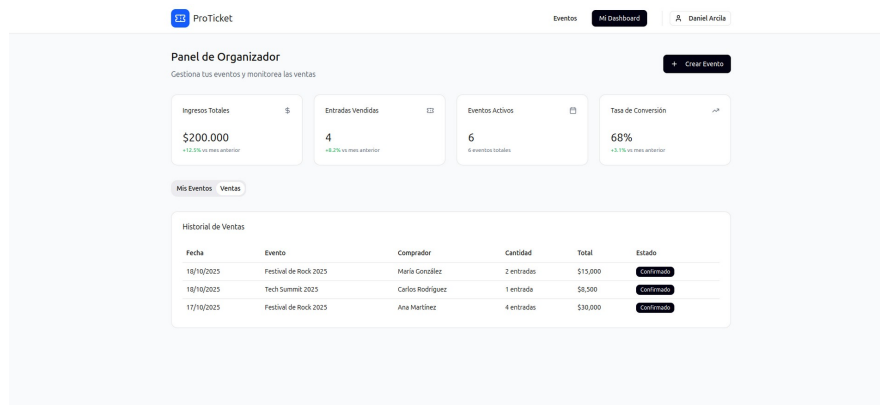 ProTicket Eventos Mi Dashboard Daniel Arcila
Panel de Organizador
Gestiona tus eventos y monitorea las ventas
+ Crear Evento
Ingresos Totales $
$200.000
+12.5% vs mes anterior
Entradas Vendidas
4
+8.2% vs mes anterior
Eventos Activos
6
6 eventos totales
Tasa de Conversión
68%
+3.1% vs mes anterior
Mis Eventos Ventas
Historial de Ventas
Fecha Evento Comprador Cantidad Total Estado
18/10/2025 Festival de Rock 2025 María González 2 entradas $15,000 Confirmado
18/10/2025 Tech Summit 2025 Carlos Rodríguez 1 entrada $8,500 Confirmado
17/10/2025 Festival de Rock 2025 Ana Martínez 4 entradas $30,000 Confirmado